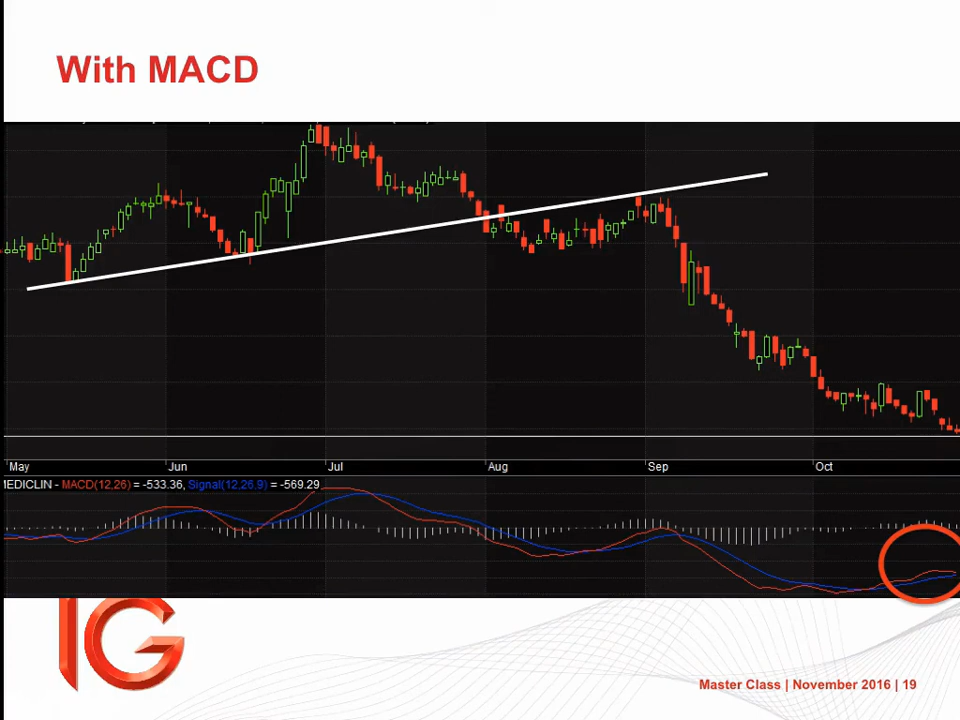 With MACD
May Jun Jul Aug Sep Oct
MEDICLIN - MACD(12,26) = -533.36, Signal(12,26,9) = -569.29
IG
Master Class | November 2016 | 19